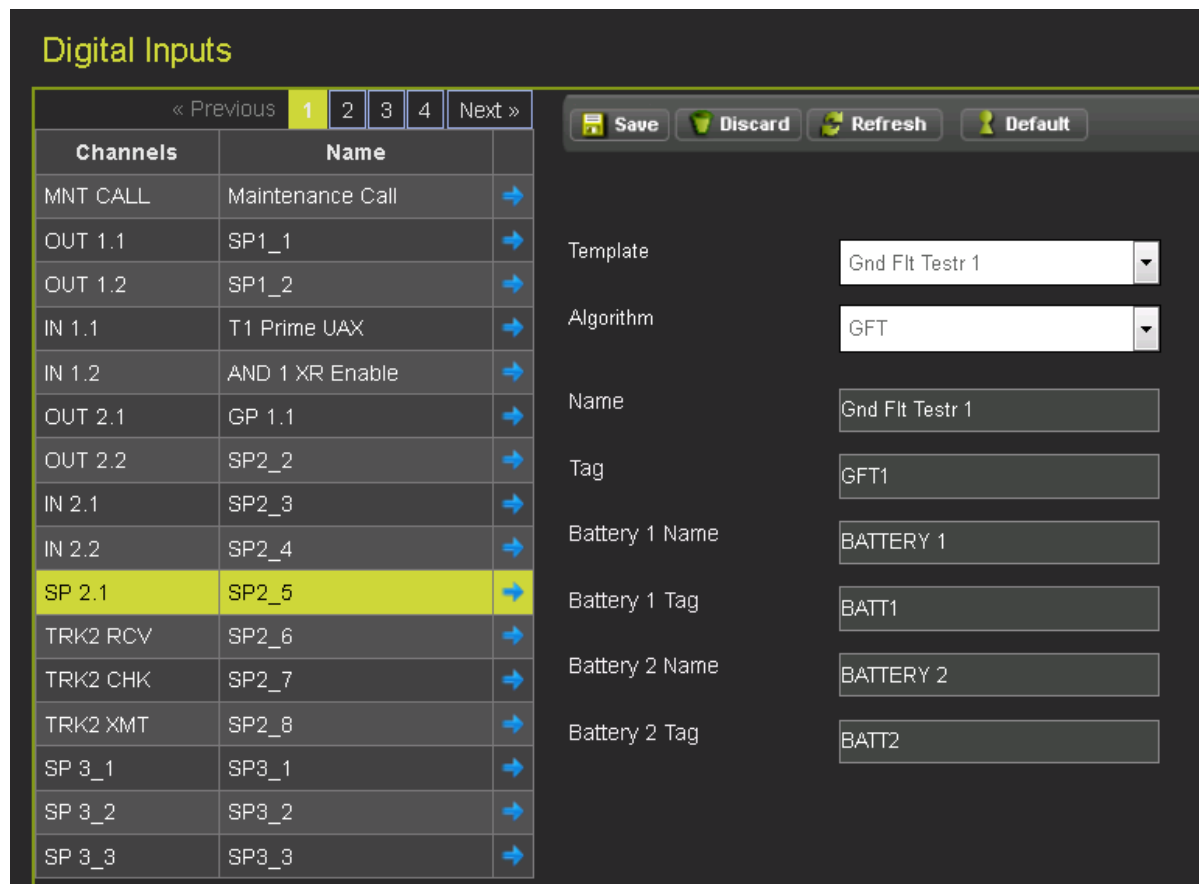 Digital Inputs
« Previous 1 2 3 4 Next »
Channels Name
MNT CALL Maintenance Call
OUT 1.1 SP1_1
OUT 1.2 SP1_2
IN 1.1 T1 Prime UAX
IN 1.2 AND 1 XR Enable
OUT 2.1 GP 1.1
OUT 2.2 SP2_2
IN 2.1 SP2_3
IN 2.2 SP2_4
SP 2.1 SP2_5
TRK2 RCV SP2_6
TRK2 CHK SP2_7
TRK2 XMT SP2_8
SP 3_1 SP3_1
SP 3_2 SP3_2
SP 3_3 SP3_3
Save Discard Refresh Default
Template Gnd Flt Testr 1
Algorithm GFT
Name Gnd Flt Testr 1
Tag GFT1
Battery 1 Name BATTERY 1
Battery 1 Tag BATT1
Battery 2 Name BATTERY 2
Battery 2 Tag BATT2